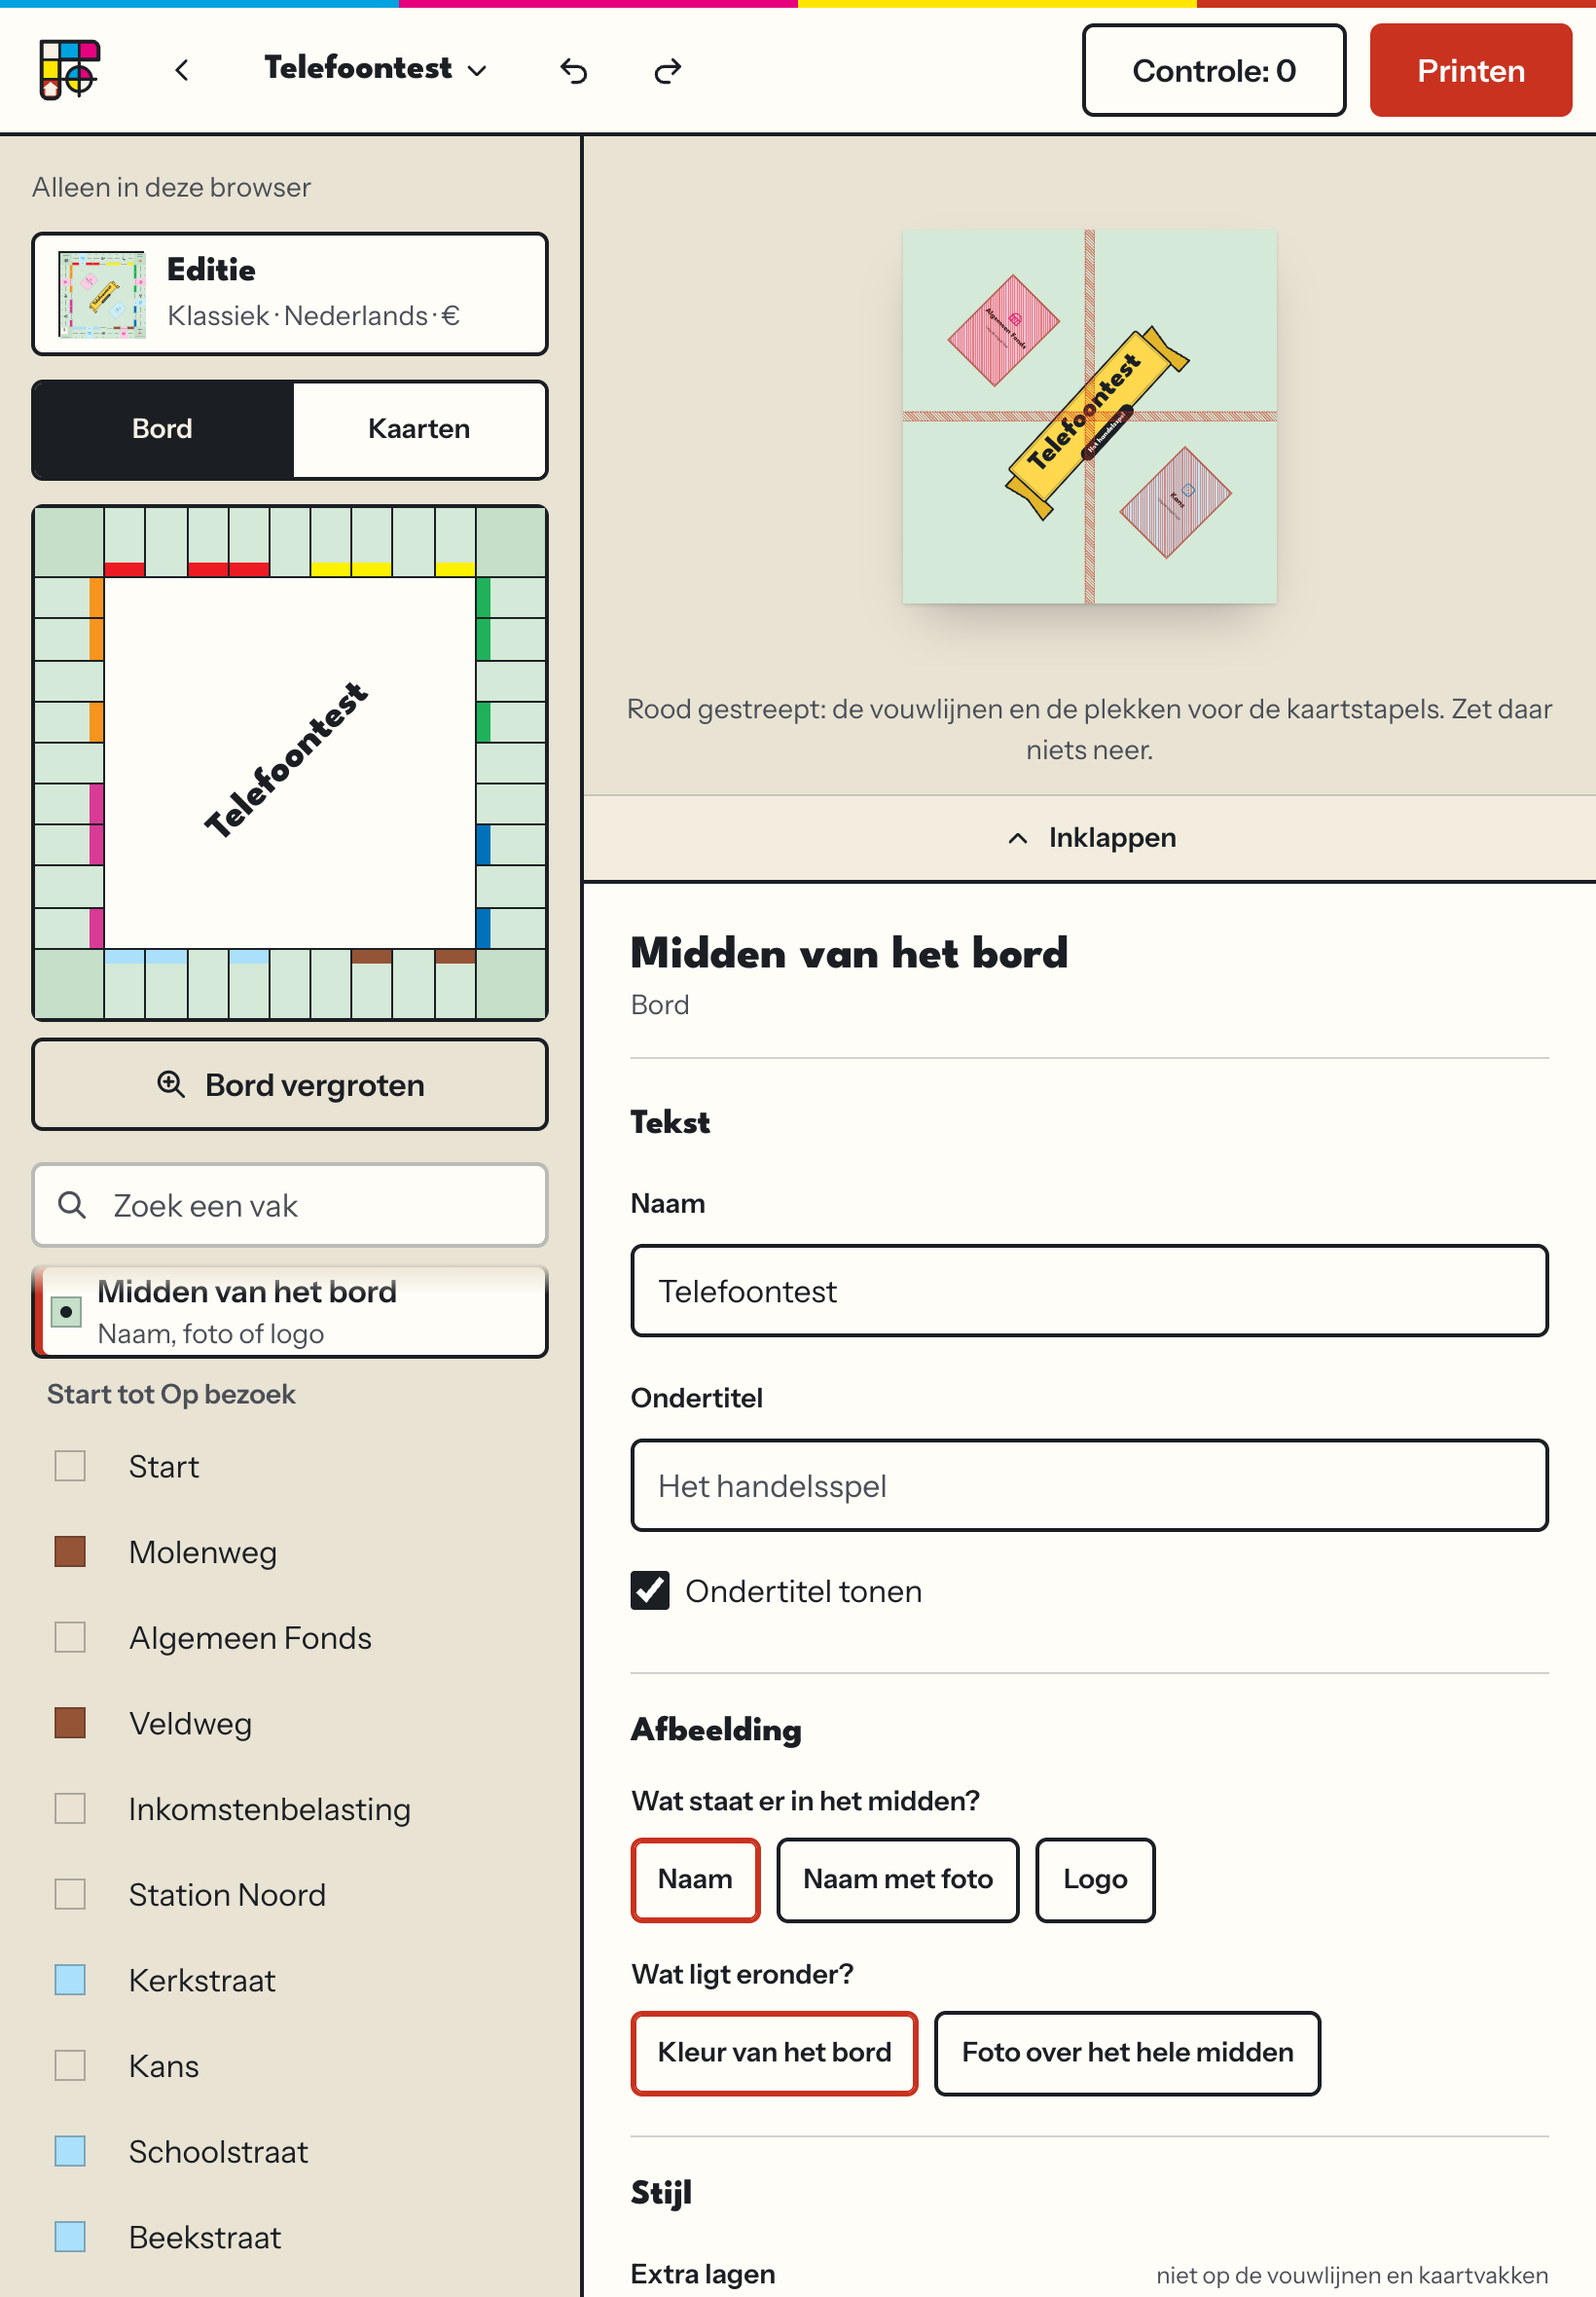 Telefoontest
Controle: 0
Printen
Alleen in deze browser
Editie
Klassiek · Nederlands · €
Bord
Kaarten
Telefoontest
Bord vergroten
Zoek een vak
Midden van het bord
Naam, foto of logo
Start tot Op bezoek
Start
Molenweg
Algemeen Fonds
Veldweg
Inkomstenbelasting
Station Noord
Kerkstraat
Kans
Schoolstraat
Beekstraat
Algemeen Fonds
Telefoontest
Het handelsspel
Kans
Rood gestreept: de vouwlijnen en de plekken voor de kaartstapels. Zet daar
niets neer.
Inklappen
Midden van het bord
Bord
Tekst
Naam
Telefoontest
Ondertitel
Het handelsspel
Ondertitel tonen
Afbeelding
Wat staat er in het midden?
Naam
Naam met foto
Logo
Wat ligt eronder?
Kleur van het bord
Foto over het hele midden
Stijl
Extra lagen
niet op de vouwlijnen en kaartvakken